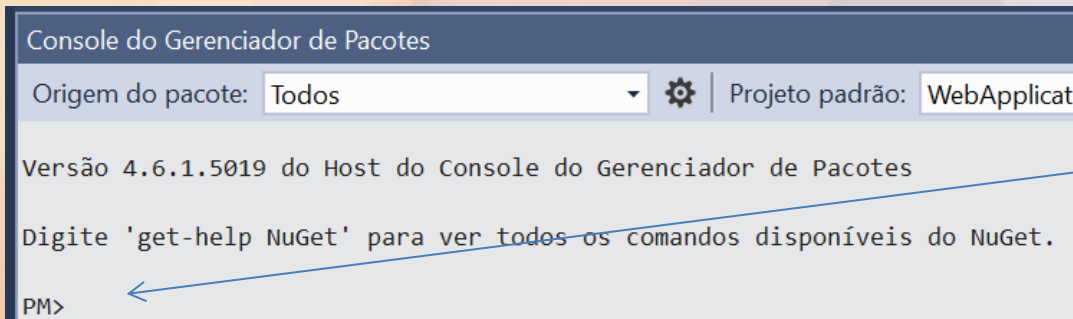 Console do Gerenciador de Pacotes
Origem do pacote: Todos Projeto padrão: WebApplicat
Versão 4.6.1.5019 do Host do Console do Gerenciador de Pacotes
Digite 'get-help NuGet' para ver todos os comandos disponíveis do NuGet.
PM>